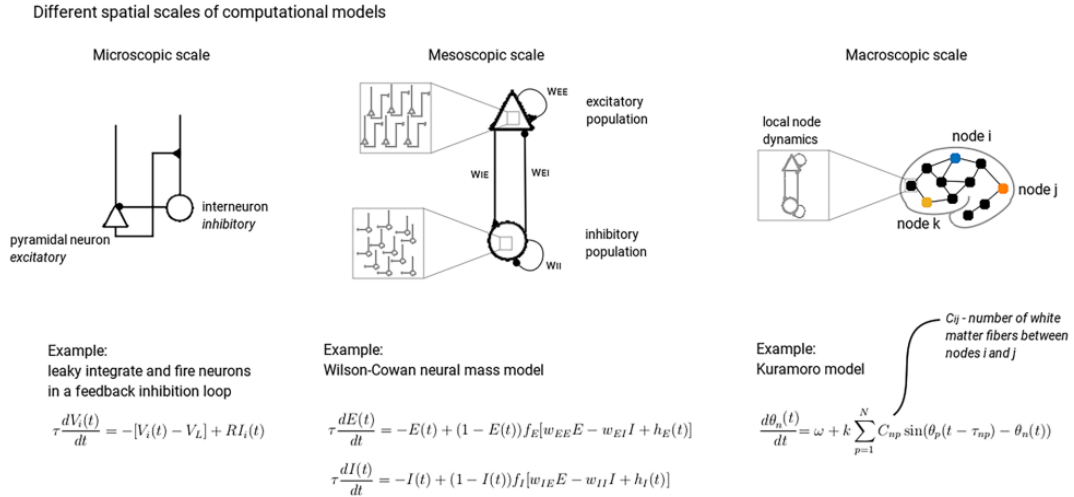 Different spatial scales of computational models
Microscopic scale
interneuron
inhibitory
pyramidal neuron
excitatory
Example:
leaky integrate and fire neurons
in a feedback inhibition loop
τ dV_i(t)/dt = −[V_i(t) − V_L] + RI_i(t)
Mesoscopic scale
WEE
excitatory
population
WIE
WEI
inhibitory
population
WII
Example:
Wilson-Cowan neural mass model
τ dE(t)/dt = −E(t) + (1 − E(t))f_E[w_EE E − w_EI I + h_E(t)]
τ dI(t)/dt = −I(t) + (1 − I(t))f_I[w_IE E − w_II I + h_I(t)]
Macroscopic scale
local node
dynamics
node i
node j
node k
Cij - number of white
matter fibers between
nodes i and j
Example:
Kuramoro model
dθ_n(t)/dt = ω + k ∑_{p=1}^{N} C_np sin(θ_p(t − τ_np) − θ_n(t))